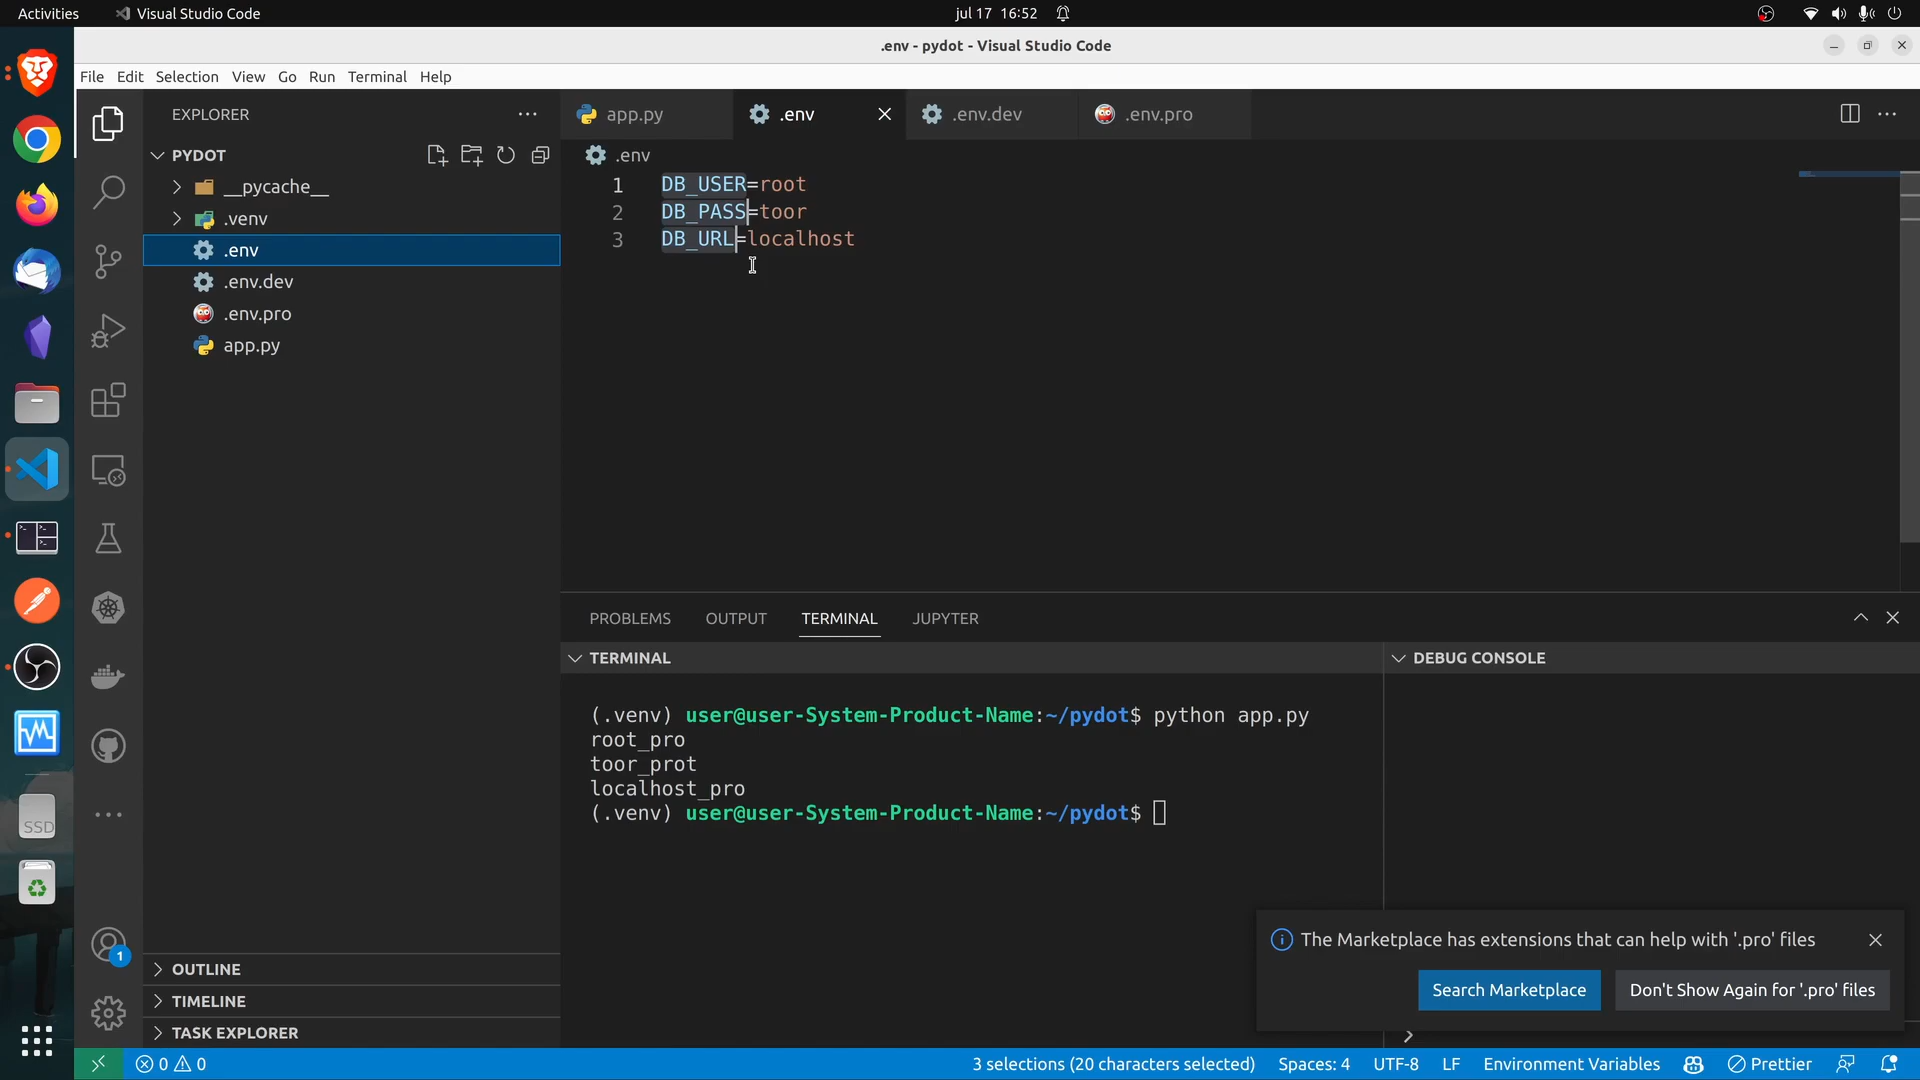 Activities
Visual Studio Code
jul 17 16:52
.env - pydot - Visual Studio Code
File Edit Selection View Go Run Terminal Help
EXPLORER
PYDOT
__pycache__
.venv
.env
.env.dev
.env.pro
app.py
OUTLINE
TIMELINE
TASK EXPLORER
SSD
1
app.py
.env
.env.dev
.env.pro
.env
1 DB_USER=root
2 DB_PASS=toor
3 DB_URL=localhost
PROBLEMS OUTPUT TERMINAL JUPYTER
TERMINAL
(.venv) user@user-System-Product-Name:~/pydot$ python app.py
root_pro
toor_prot
localhost_pro
(.venv) user@user-System-Product-Name:~/pydot$
DEBUG CONSOLE
The Marketplace has extensions that can help with '.pro' files
Search Marketplace
Don't Show Again for '.pro' files
0 0
3 selections (20 characters selected)
Spaces: 4
UTF-8
LF
Environment Variables
Prettier